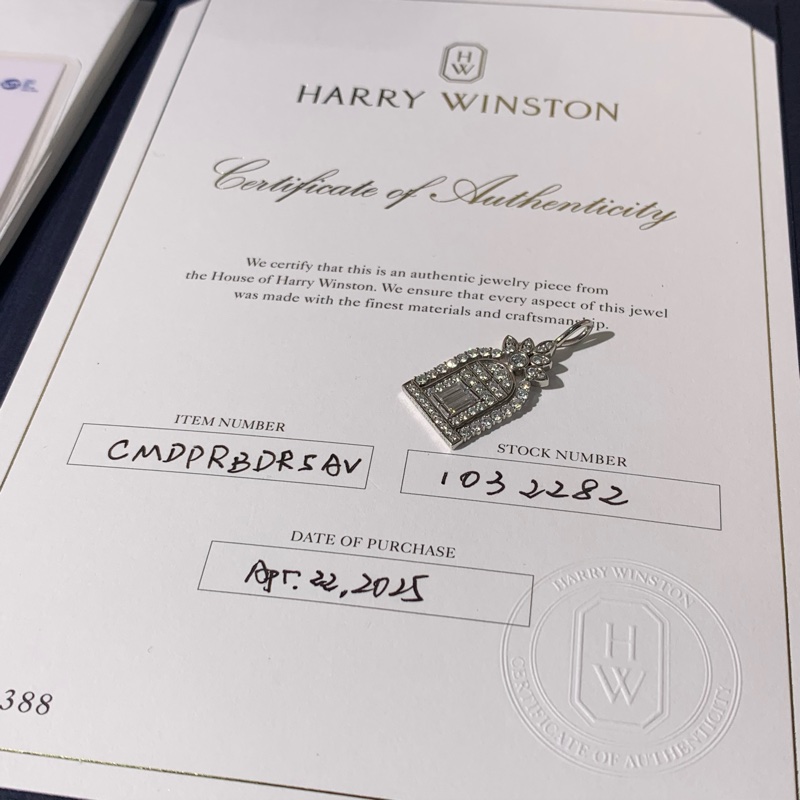 HW
HARRY WINSTON
Certificate of Authenticity
We certify that this is an authentic jewelry piece from
the House of Harry Winston. We ensure that every aspect of this jewel
was made with the finest materials and craftsmanship.
ITEM NUMBER
CMDPRBDRSAV
STOCK NUMBER
1032282
DATE OF PURCHASE
Apr. 22, 2025
HARRY WINSTON
HW
CERTIFICATE OF AUTHENTICITY
388